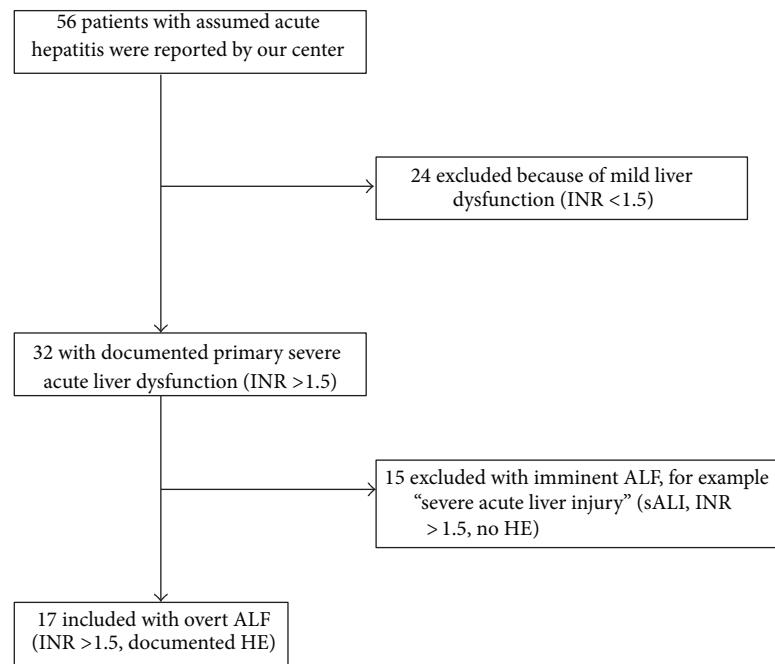 56 patients with assumed acute
hepatitis were reported by our center
24 excluded because of mild liver
dysfunction (INR <1.5)
32 with documented primary severe
acute liver dysfunction (INR >1.5)
15 excluded with imminent ALF, for example
“severe acute liver injury” (sALI, INR
> 1.5, no HE)
17 included with overt ALF
(INR >1.5, documented HE)